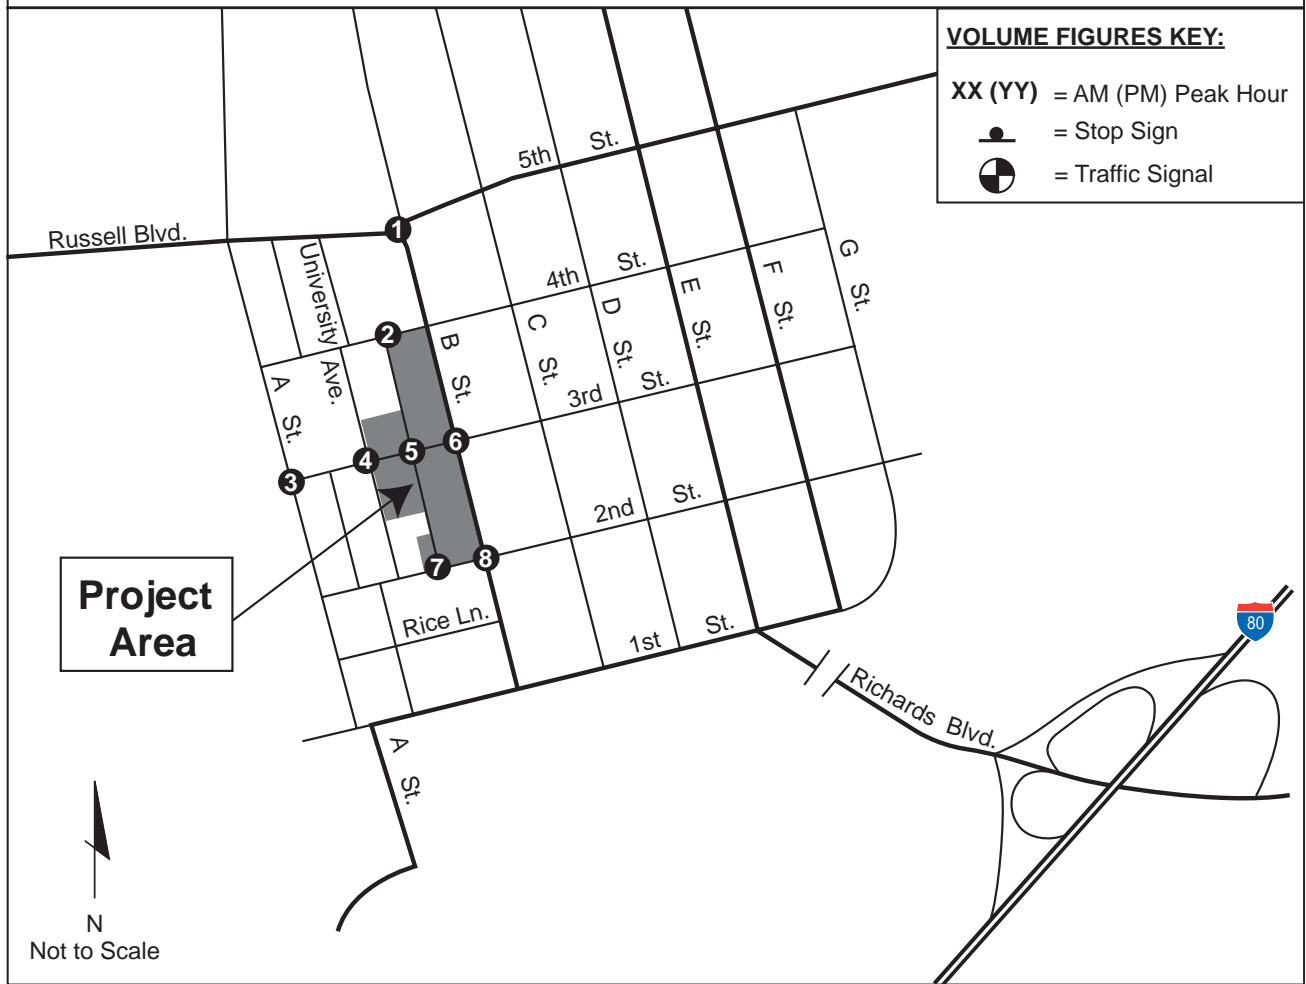 VOLUME FIGURES KEY:
XX (YY) = AM (PM) Peak Hour
= Stop Sign
= Traffic Signal
5th St.
Russell Blvd.
1
University Ave.
4th St.
2
A St.
B St.
C St.
D St.
E St.
F St.
G St.
3rd St.
3
4
5
6
2nd St.
7
8
Project
Area
Rice Ln.
1st St.
80
Richards Blvd.
A St.
N
Not to Scale